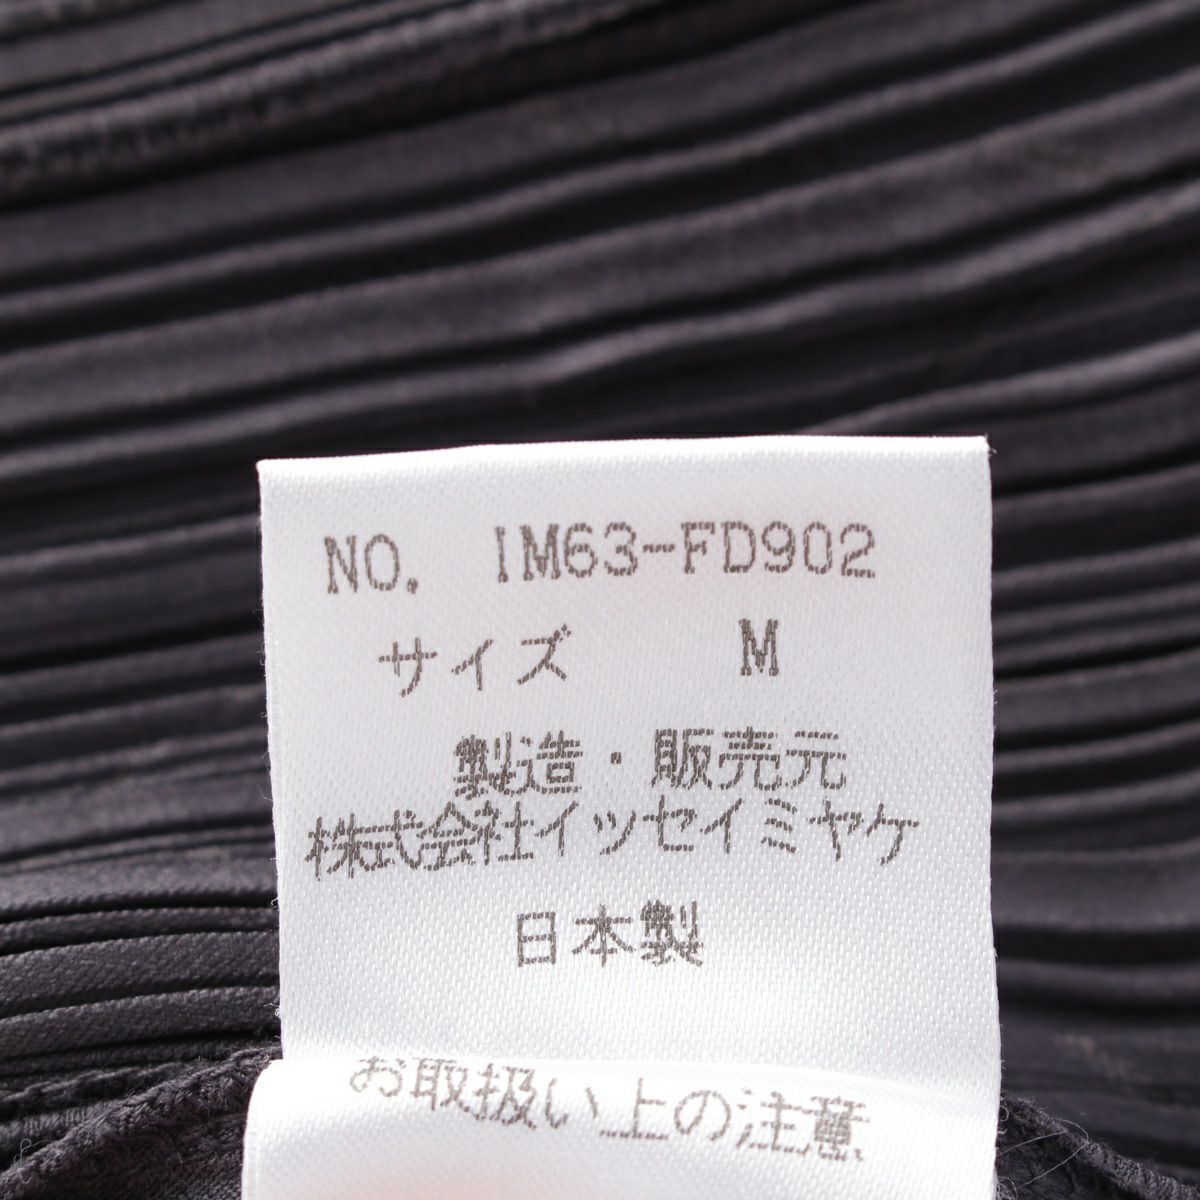 NO. IM63-FD902
サイズ M
製造・販売元
株式会社イッセイミヤケ
日本製
お取扱い上の注意